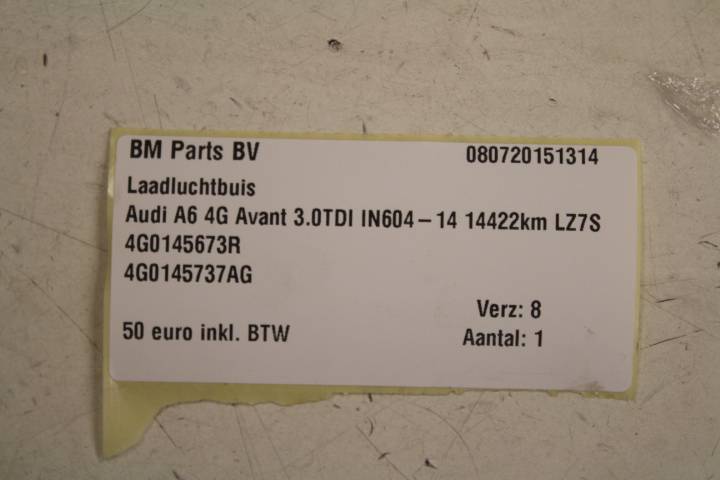 BM Parts BV 080720151314
Laadluchtbuis
Audi A6 4G Avant 3.0TDI IN604-14 14422km LZ7S
4G0145673R
4G0145737AG
Verz: 8
50 euro inkl. BTW Aantal: 1